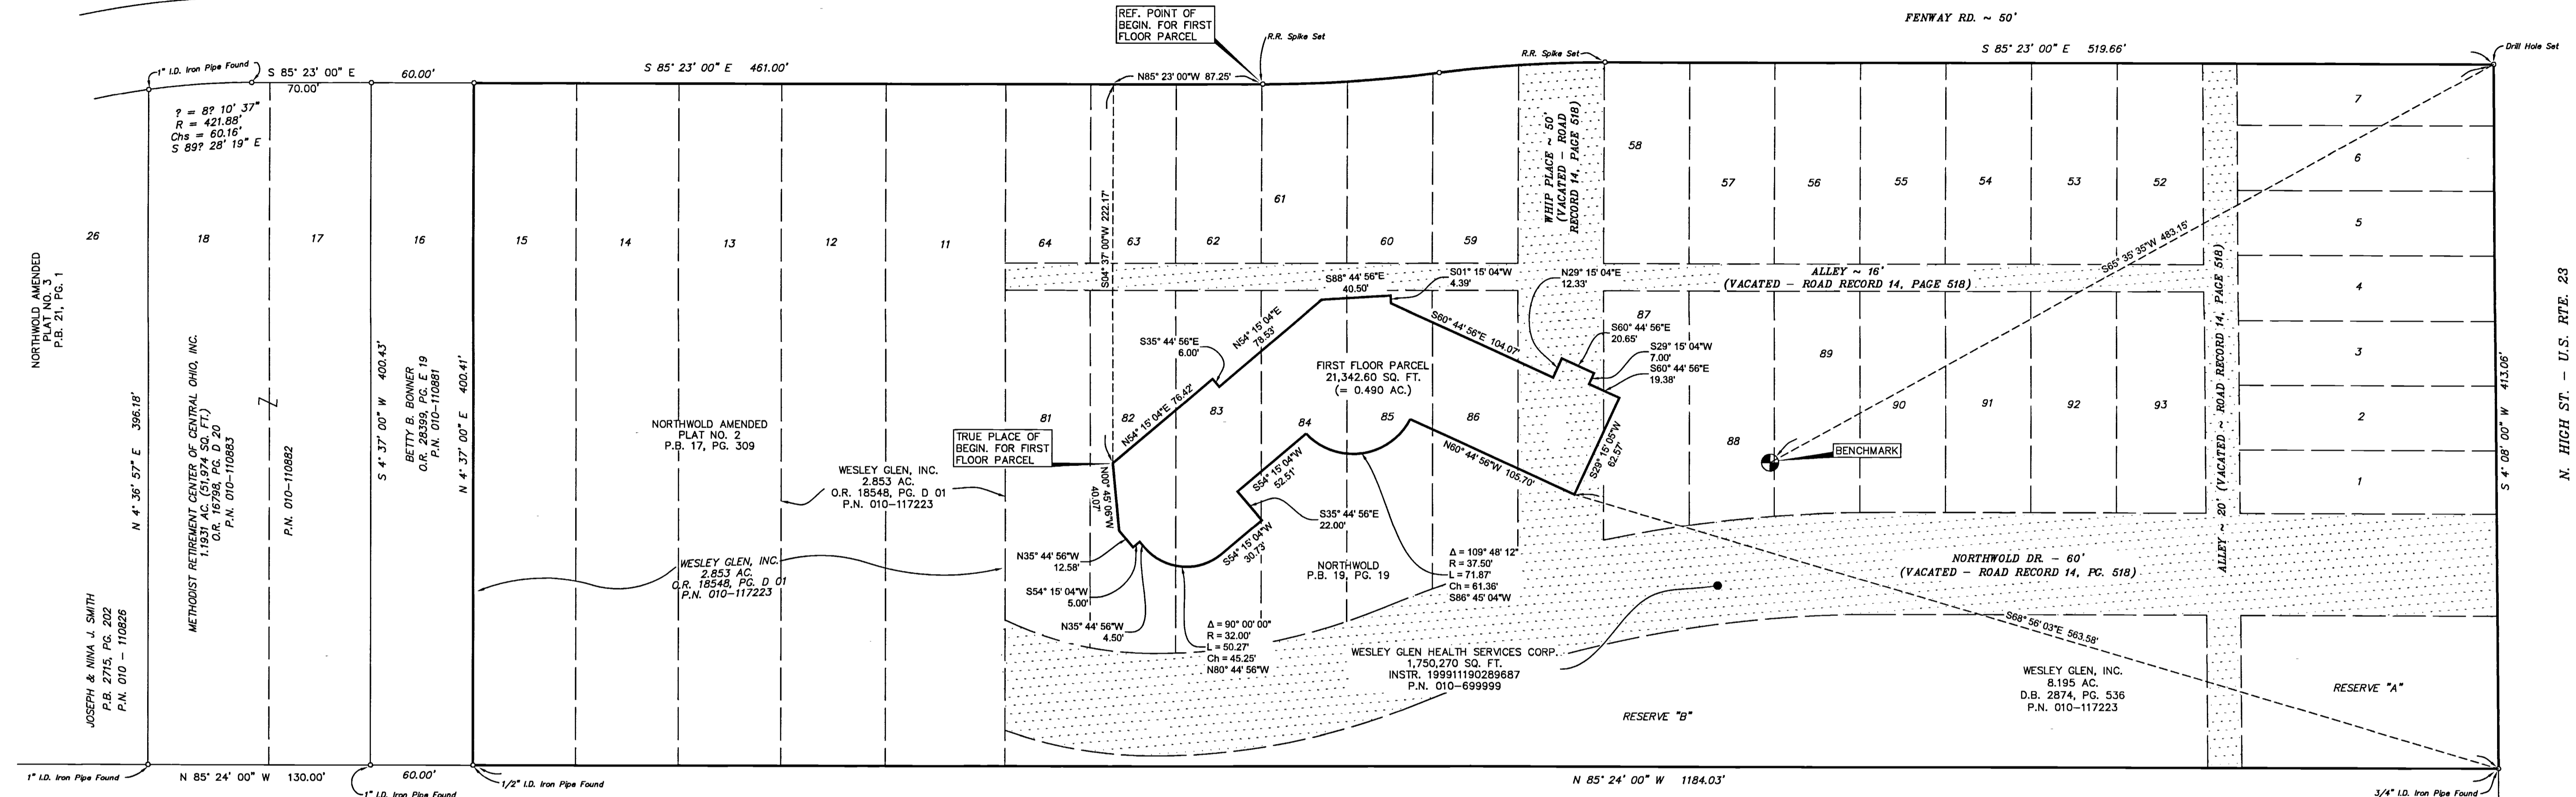 FENWAY RD. ~ 50'
REF. POINT OF
BEGIN. FOR FIRST
FLOOR PARCEL
R.R. Spike Set
R.R. Spike Set
S 85° 23' 00" E 519.66'
Drill Hole Set
1" I.D. Iron Pipe Found
S 85° 23' 00" E
70.00'
60.00'
S 85° 23' 00" E 461.00'
N85° 23' 00"W 87.25'
? = 8? 10' 37"
R = 421.88'
Chs = 60.16'
S 89? 28' 19" E
NORTHWOLD AMENDED
PLAT NO. 3
P.B. 21, PG. 1
26
18
17
16
15
14
13
12
11
64
63
62
61
60
59
58
57
56
55
54
53
52
7
6
5
4
3
2
1
S04° 37' 00"W 222.17'
WHIP PLACE ~ 50'
(VACATED - ROAD
RECORD 14, PAGE 518)
ALLEY ~ 16'
(VACATED - ROAD RECORD 14, PAGE 518)
S65° 35' 35"W 483.15'
ALLEY ~ 20' (VACATED ~ ROAD RECORD 14, PAGE 518)
N. HIGH ST. - U.S. RTE. 23
S 4° 08' 00" W 413.06'
S88° 44' 56"E
40.50'
S01° 15' 04"W
4.39'
N29° 15' 04"E
12.33'
S60° 44' 56"E 104.07'
S60° 44' 56"E
20.65'
S29° 15' 04"W
7.00'
S60° 44' 56"E
19.38'
S29° 15' 05"W
62.57'
N54° 15' 04"E
78.53'
S35° 44' 56"E
6.00'
N54° 15' 04"E 76.42'
FIRST FLOOR PARCEL
21,342.60 SQ. FT.
(= 0.490 AC.)
81
82
83
84
85
86
87
88
89
90
91
92
93
BENCHMARK
TRUE PLACE OF
BEGIN. FOR FIRST
FLOOR PARCEL
N00° 45' 06"W
40.07'
N35° 44' 56"W
12.58'
S54° 15' 04"W
5.00'
N35° 44' 56"W
4.50'
Δ = 90° 00' 00"
R = 32.00'
L = 50.27'
Ch = 45.25'
N80° 44' 56"W
S54° 15' 04"W
30.73'
S35° 44' 56"E
22.00'
S54° 15' 04"W
52.51'
N60° 44' 56"W 105.70'
Δ = 109° 48' 12"
R = 37.50'
L = 71.87'
Ch = 61.36'
S86° 45' 04"W
NORTHWOLD
P.B. 19, PG. 19
NORTHWOLD AMENDED
PLAT NO. 2
P.B. 17, PG. 309
WESLEY GLEN, INC.
2.853 AC.
O.R. 18548, PG. D 01
P.N. 010-117223
WESLEY GLEN, INC.
2.853 AC.
O.R. 18548, PG. D 01
P.N. 010-117223
N 4° 36' 57" E 396.18'
METHODIST RETIREMENT CENTER OF CENTRAL OHIO, INC.
1.1931 AC. (51,974 SQ. FT.)
O.R. 16798, PG. D 20
P.N. 010-110883
P.N. 010-110882
S 4° 37' 00" W 400.43'
BETTY B. BONNER
O.R. 28399, PG. E 19
P.N. 010-110881
N 4° 37' 00" E 400.41'
JOSEPH & NINA J. SMITH
P.B. 2715, PG. 202
P.N. 010 - 110826
NORTHWOLD DR. - 60'
(VACATED - ROAD RECORD 14, PG. 518)
S68° 56' 03"E 563.58'
WESLEY GLEN HEALTH SERVICES CORP.
1,750,270 SQ. FT.
INSTR. 199911190289687
P.N. 010-699999
WESLEY GLEN, INC.
8.195 AC.
D.B. 2874, PG. 536
P.N. 010-117223
RESERVE "A"
RESERVE "B"
1" I.D. Iron Pipe Found
N 85° 24' 00" W 130.00'
60.00'
1" I.D. Iron Pipe Found
1/2" I.D. Iron Pipe Found
N 85° 24' 00" W 1184.03'
3/4" I.D. Iron Pipe Found